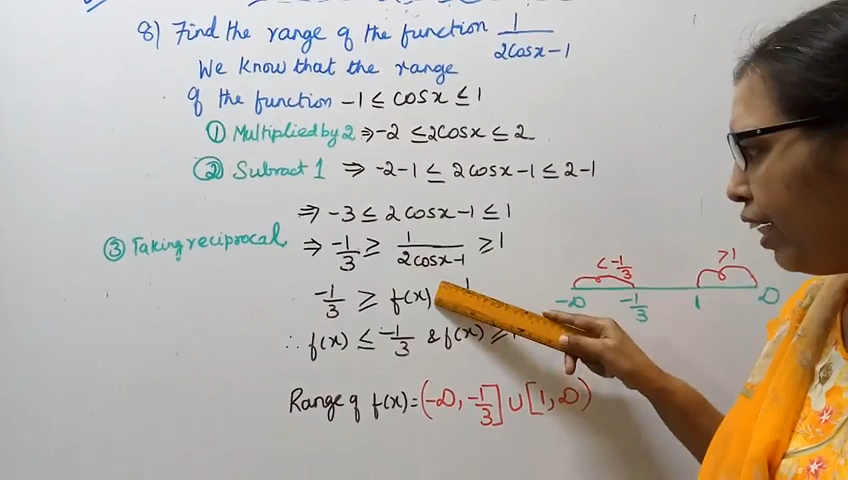 8) Find the range of the function 1/(2cosx-1)
We know that the range
of the function -1 ≤ cosx ≤ 1
① Multiplied by 2 ⇒ -2 ≤ 2cosx ≤ 2
② Subract 1 ⇒ -2-1 ≤ 2cosx-1 ≤ 2-1
⇒ -3 ≤ 2cosx-1 ≤ 1
③ Taking reciprocal ⇒ -1/3 ≥ 1/(2cosx-1) ≥ 1
< -1/3 >1
-∞ -1/3 1 ∞
-1/3 ≥ f(x)
∴ f(x) ≤ -1/3 & f(x) ≥ 1
Range of f(x) = (-∞, -1/3] ∪ [1, ∞)